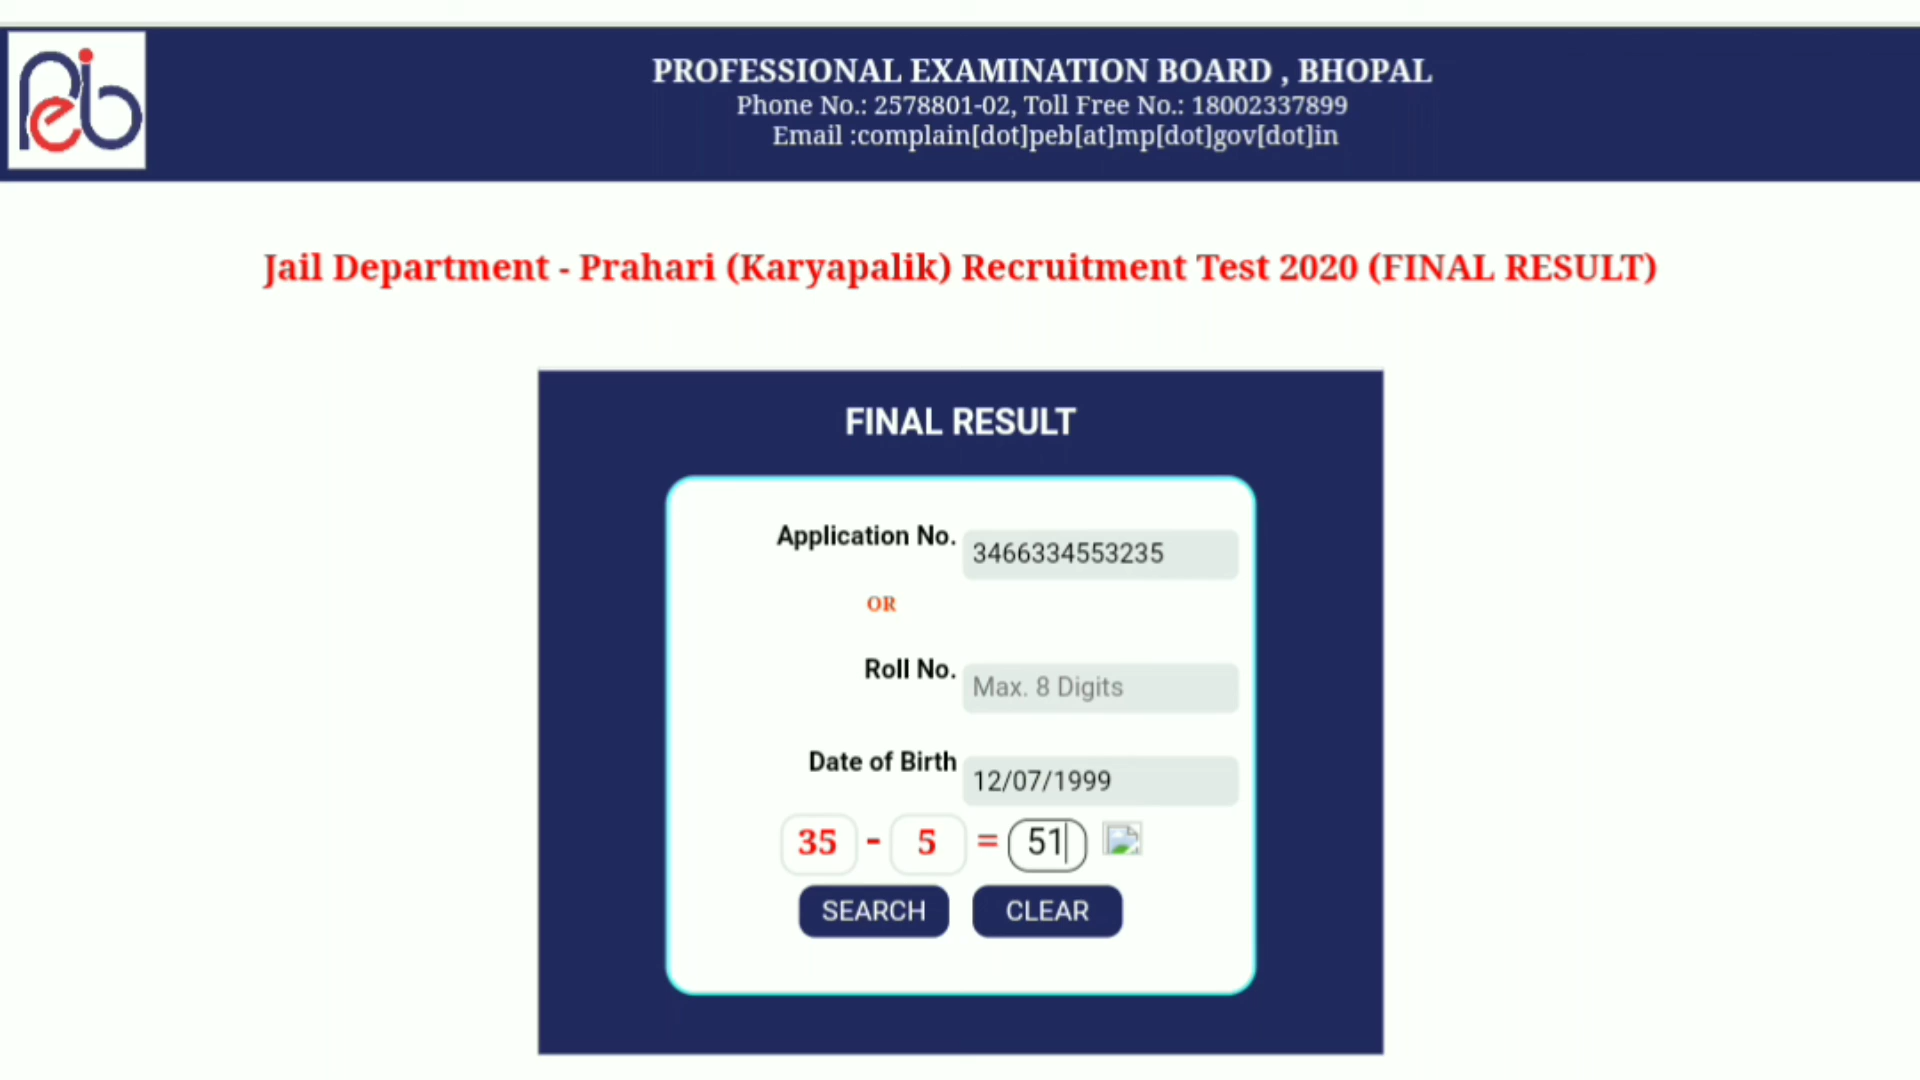 Peb
PROFESSIONAL EXAMINATION BOARD , BHOPAL
Phone No.: 2578801-02, Toll Free No.: 18002337899
Email :complain[dot]peb[at]mp[dot]gov[dot]in
Jail Department - Prahari (Karyapalik) Recruitment Test 2020 (FINAL RESULT)
FINAL RESULT
Application No. 3466334553235
OR
Roll No. Max. 8 Digits
Date of Birth 12/07/1999
35 - 5 = 51
SEARCH CLEAR